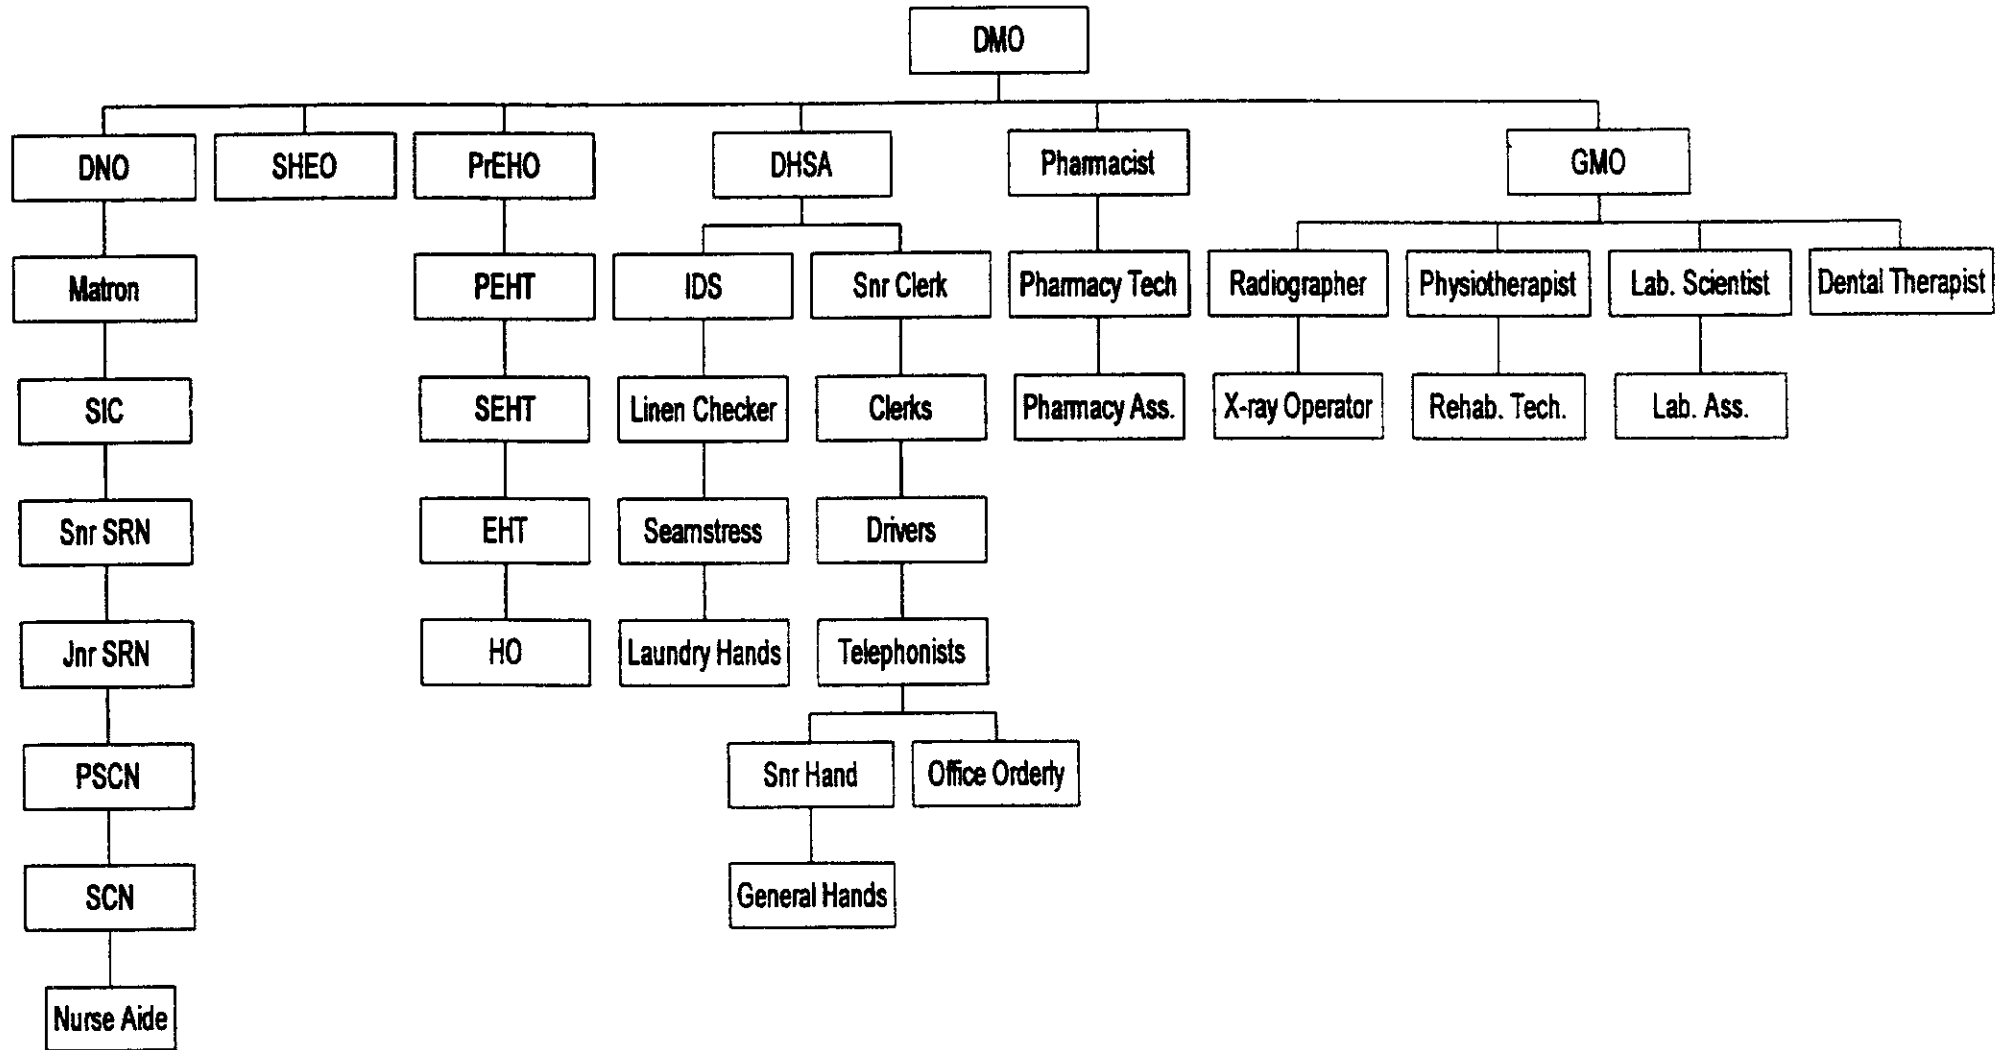 DMO
DNO
SHEO
PrEHO
DHSA
Pharmacist
GMO
Matron
PEHT
IDS
Snr Clerk
Pharmacy Tech
Radiographer
Physiotherapist
Lab. Scientist
Dental Therapist
SIC
SEHT
Linen Checker
Clerks
Pharmacy Ass.
X-ray Operator
Rehab. Tech.
Lab. Ass.
Snr SRN
EHT
Seamstress
Drivers
Jnr SRN
HO
Laundry Hands
Telephonists
PSCN
Snr Hand
Office Orderly
SCN
General Hands
Nurse Aide